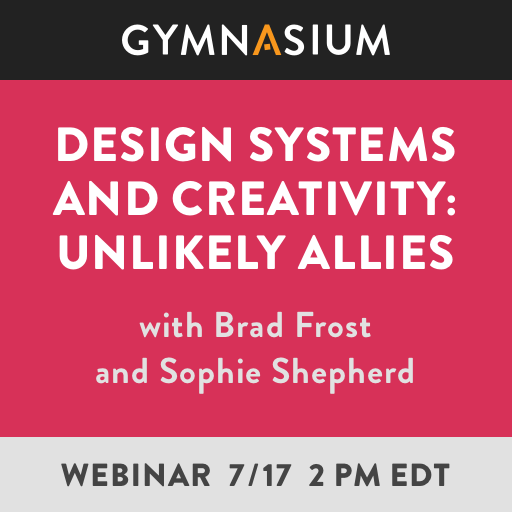 GYMNASIUM
DESIGN SYSTEMS
AND CREATIVITY:
UNLIKELY ALLIES
with Brad Frost
and Sophie Shepherd
WEBINAR 7/17 2 PM EDT